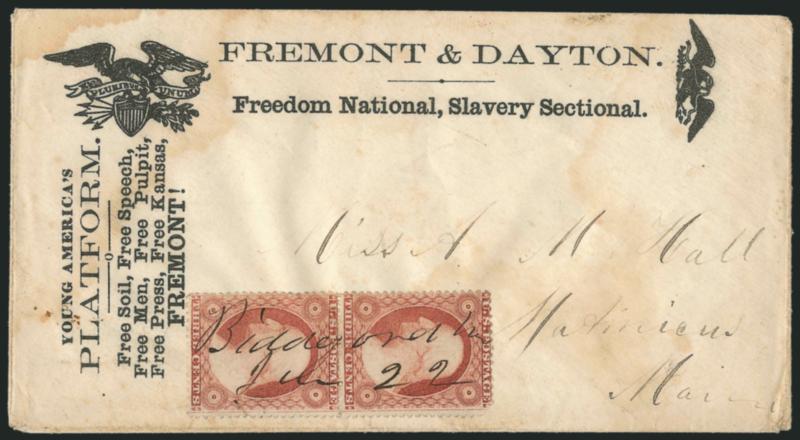 FREMONT & DAYTON.
Freedom National, Slavery Sectional.
E PLURIBUS UNUM
YOUNG AMERICA'S
PLATFORM.
Free Soil, Free Speech,
Free Men, Free Pulpit,
Free Press, Free Kansas,
FREMONT!
Miss A M Hall
Matinicus
Maine
Biddeford Me
22
U.S. POSTAGE
THREE CENTS
U.S. POSTAGE
THREE CENTS